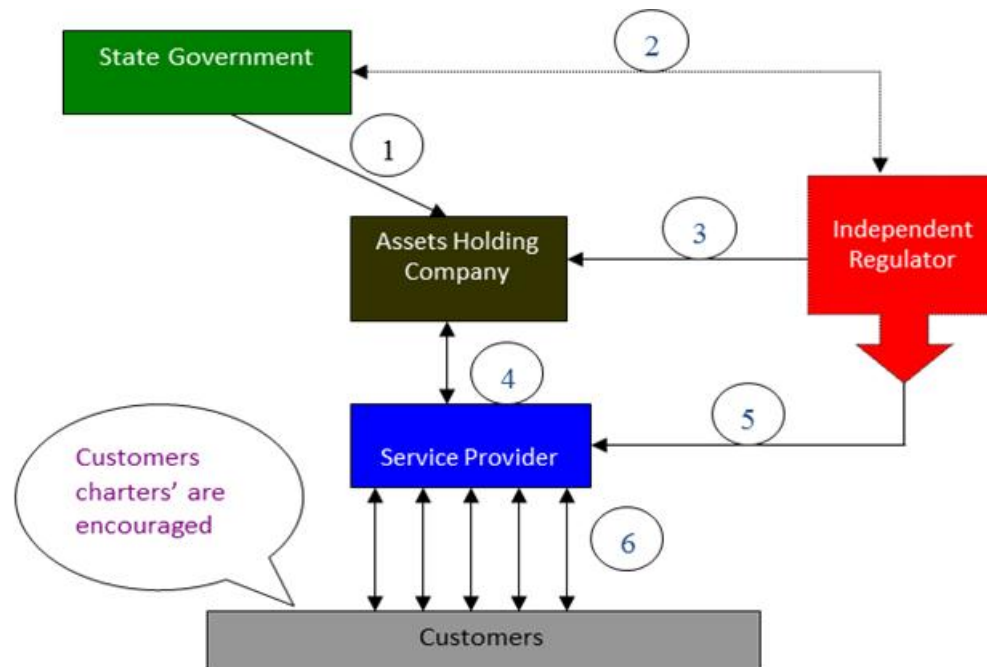 State Government
2
1
Assets Holding
Company
3
Independent
Regulator
4
Service Provider
5
Customers
charters’ are
encouraged
6
Customers